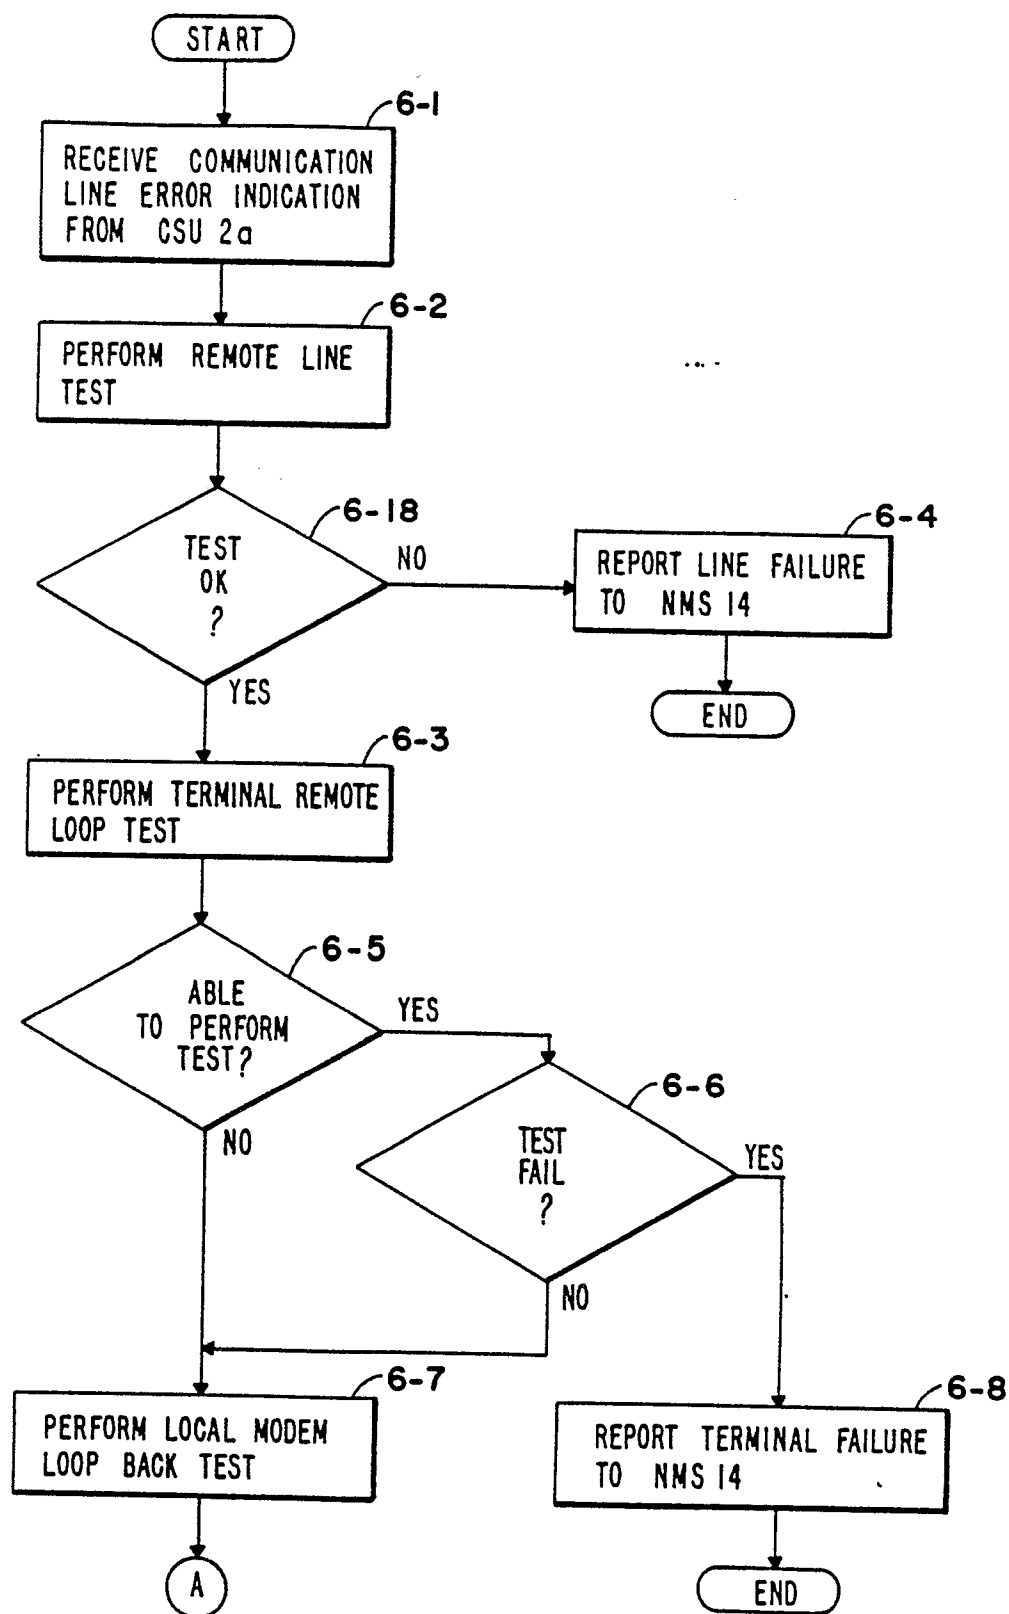 START
6-1
RECEIVE COMMUNICATION
LINE ERROR INDICATION
FROM CSU 2a
6-2
PERFORM REMOTE LINE
TEST
6-18
TEST
OK
?
NO
YES
6-4
REPORT LINE FAILURE
TO NMS 14
END
6-3
PERFORM TERMINAL REMOTE
LOOP TEST
6-5
ABLE
TO PERFORM
TEST?
YES
NO
6-6
TEST
FAIL
?
YES
NO
6-7
PERFORM LOCAL MODEM
LOOP BACK TEST
A
6-8
REPORT TERMINAL FAILURE
TO NMS 14
END